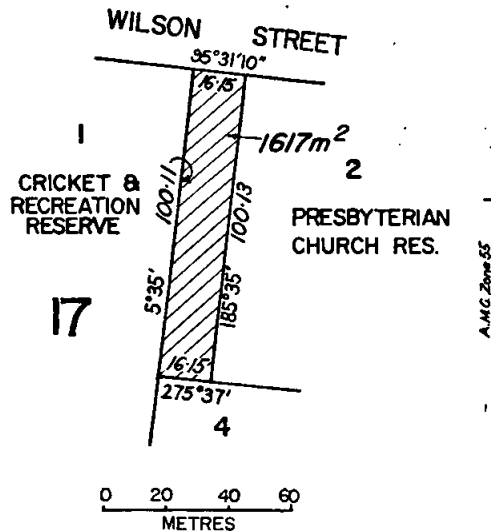 WILSON STREET
95°31'10"
16·15
1
1617m²
2
CRICKET &
RECREATION
RESERVE
100·11
100·13
PRESBYTERIAN
CHURCH RES.
A.M.G. Zone 55
17
5°35'
185°35'
16·15
275°37'
4
0 20 40 60
METRES